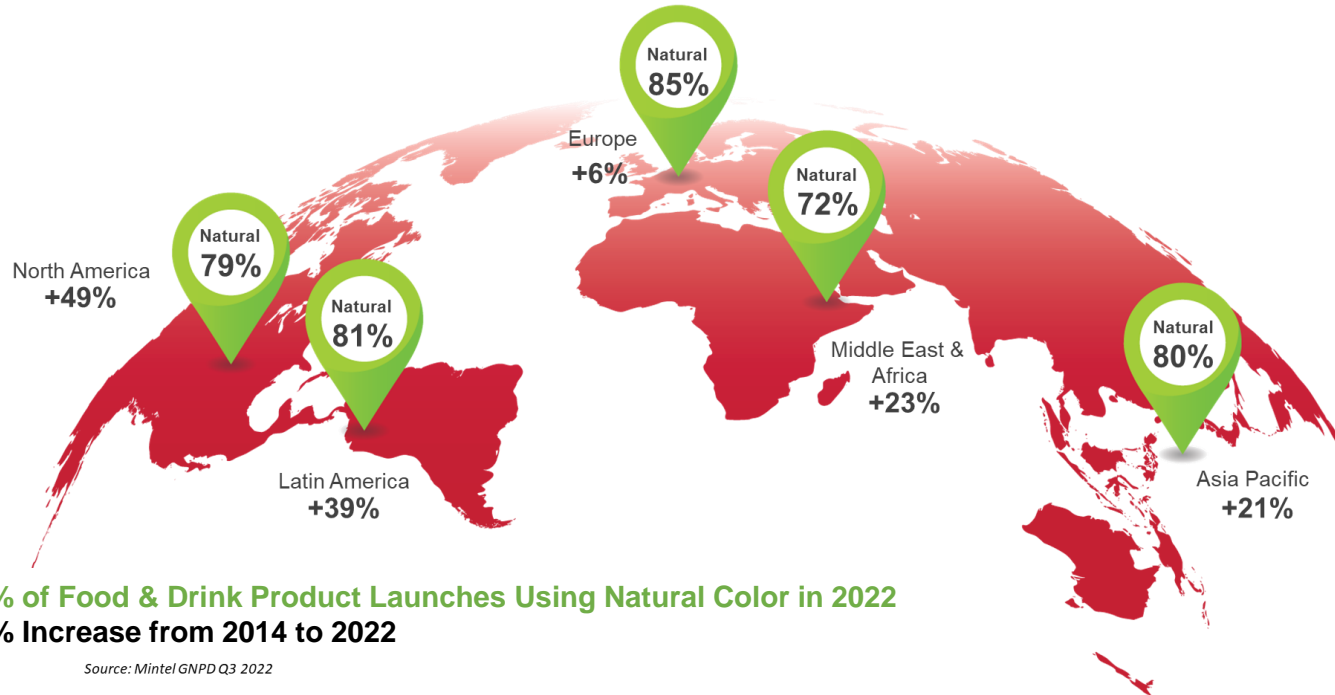 Natural
85%
Europe
+6%
Natural
72%
Natural
79%
North America
+49%
Natural
81%
Natural
80%
Middle East &
Africa
+23%
Latin America
+39%
Asia Pacific
+21%
% of Food & Drink Product Launches Using Natural Color in 2022
% Increase from 2014 to 2022
Source: Mintel GNPD Q3 2022